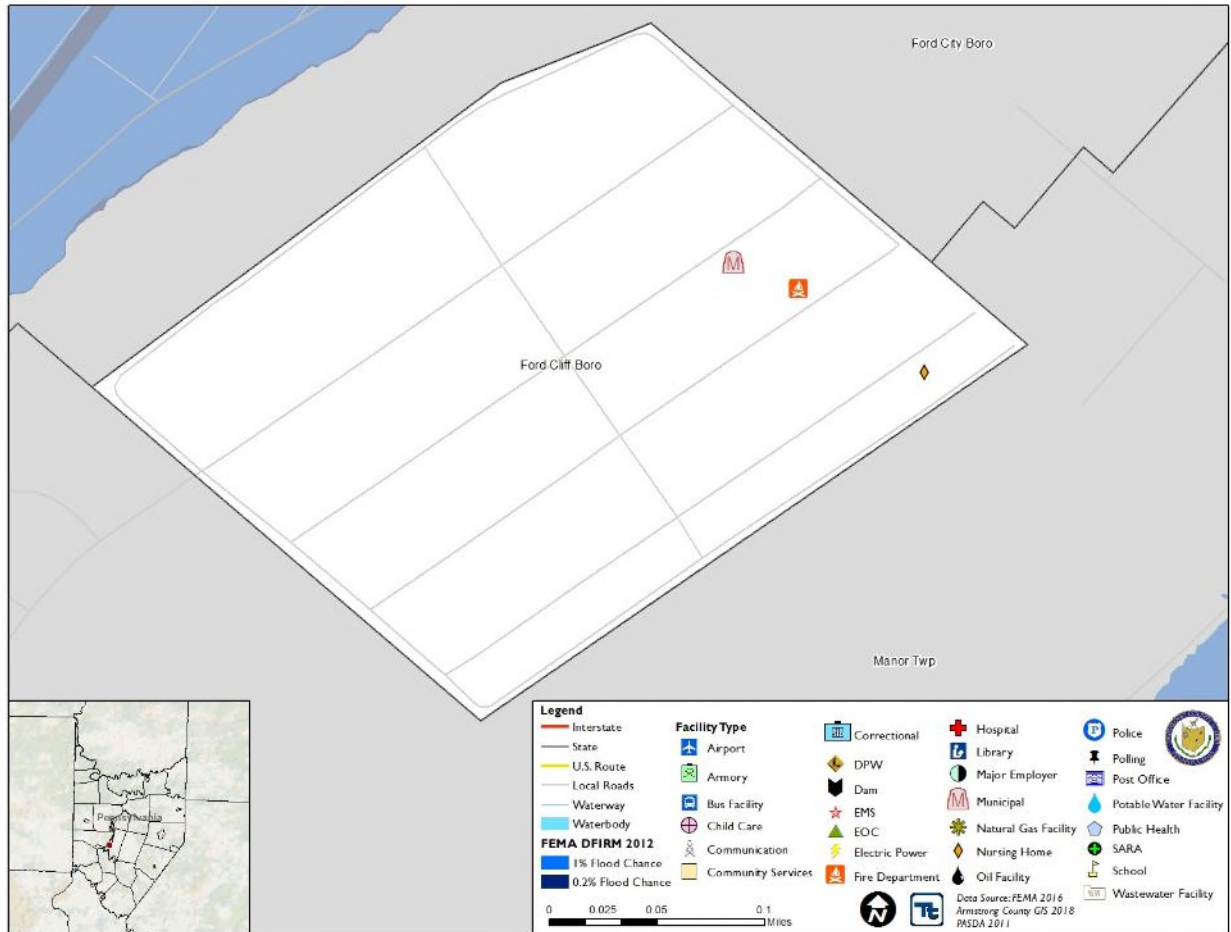 Ford City Boro
M
Ford Cliff Boro
Manor Twp
Pennsylvania
Legend
Interstate
State
U.S. Route
Local Roads
Waterway
Waterbody
FEMA DFIRM 2012
1% Flood Chance
0.2% Flood Chance
0 0.025 0.05 0.1
Miles
Facility Type
Airport
Armory
Bus Facility
Child Care
Communication
Community Services
Correctional
DPW
Dam
EMS
EOC
Electric Power
Fire Department
Hospital
Library
Major Employer
M Municipal
Natural Gas Facility
Nursing Home
Oil Facility
P Police
Polling
Post Office
Potable Water Facility
Public Health
SARA
School
Wastewater Facility
N
Tt
Data Source: FEMA 2016
Armstrong County GIS 2018
PASDA 2011